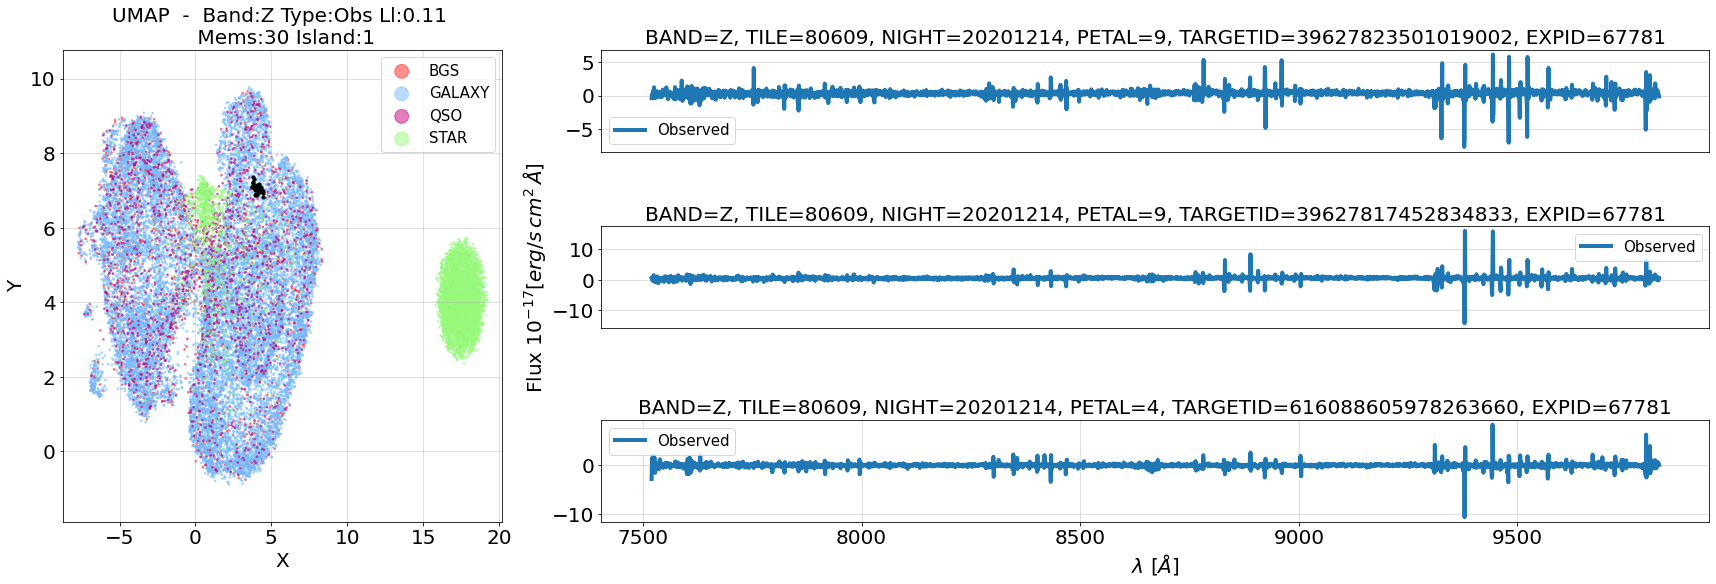 UMAP - Band:Z Type:Obs Ll:0.11
Mems:30 Island:1
BGS
GALAXY
QSO
STAR
10
8
6
4
2
0
Y
−5
0
5
10
15
20
X
BAND=Z, TILE=80609, NIGHT=20201214, PETAL=9, TARGETID=39627823501019002, EXPID=67781
5
0
−5
Observed
BAND=Z, TILE=80609, NIGHT=20201214, PETAL=9, TARGETID=39627817452834833, EXPID=67781
10
0
−10
Observed
Flux 10⁻¹⁷[erg/s cm² Å]
BAND=Z, TILE=80609, NIGHT=20201214, PETAL=4, TARGETID=616088605978263660, EXPID=67781
0
−10
Observed
7500
8000
8500
9000
9500
λ [Å]